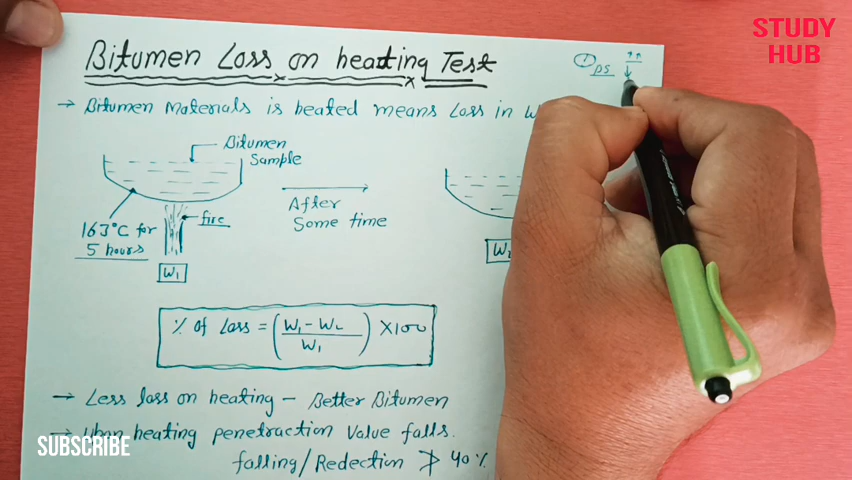 STUDY
HUB
Bitumen Loss on heating Test
→ Bitumen Materials is heated means Loss in W
Bitumen
Sample
163°C for
5 hours
fire
W1
After
Some time
W2
% Of Loss = (W1 - W2 / W1) X100
→ Less loss on heating - Better Bitumen
→ Upon heating penetraction Value falls.
falling/Redection ≯ 40%
SUBSCRIBE